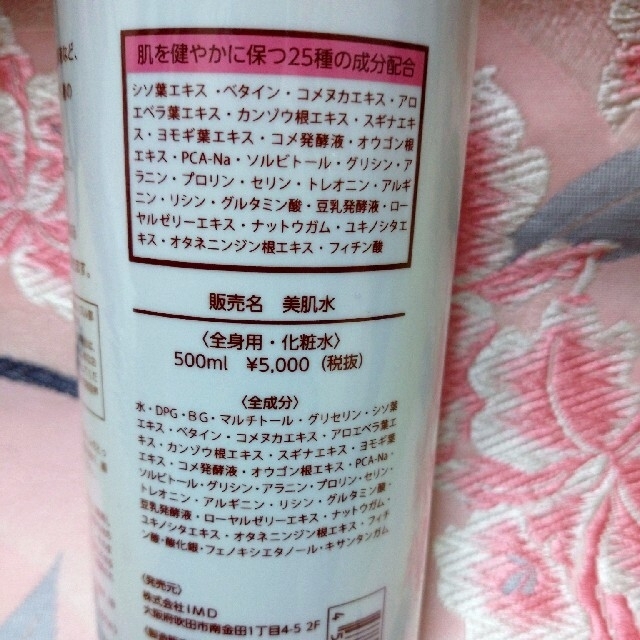 肌を健やかに保つ25種の成分配合
シソ葉エキス・ベタイン・コメヌカエキス・アロ
エベラ葉エキス・カンゾウ根エキス・スギナエキ
ス・ヨモギ葉エキス・コメ発酵液・オウゴン根
エキス・PCA-Na・ソルビトール・グリシン・ア
ラニン・プロリン・セリン・トレオニン・アルギ
ニン・リシン・グルタミン酸・豆乳発酵液・ロー
ヤルゼリーエキス・ナットウガム・ユキノシタエ
キス・オタネニンジン根エキス・フィチン酸
販売名 美肌水
〈全身用・化粧水〉
500ml ¥5,000（税抜）
〈全成分〉
水・DPG・BG・マルチトール・グリセリン・シソ葉
エキス・ベタイン・コメヌカエキス・アロエベラ葉エ
キス・カンゾウ根エキス・スギナエキス・ヨモギ葉
エキス・コメ発酵液・オウゴン根エキス・PCA-Na・
ソルビトール・グリシン・アラニン・プロリン・セリン・
トレオニン・アルギニン・リシン・グルタミン酸・
豆乳発酵液・ローヤルゼリーエキス・ナットウガム・
ユキノシタエキス・オタネニンジン根エキス・フィチ
ン酸・酸化銀・フェノキシエタノール・キサンタンガム
〈発売元〉
株式会社IMD
大阪府吹田市南金田1丁目4-5 2F